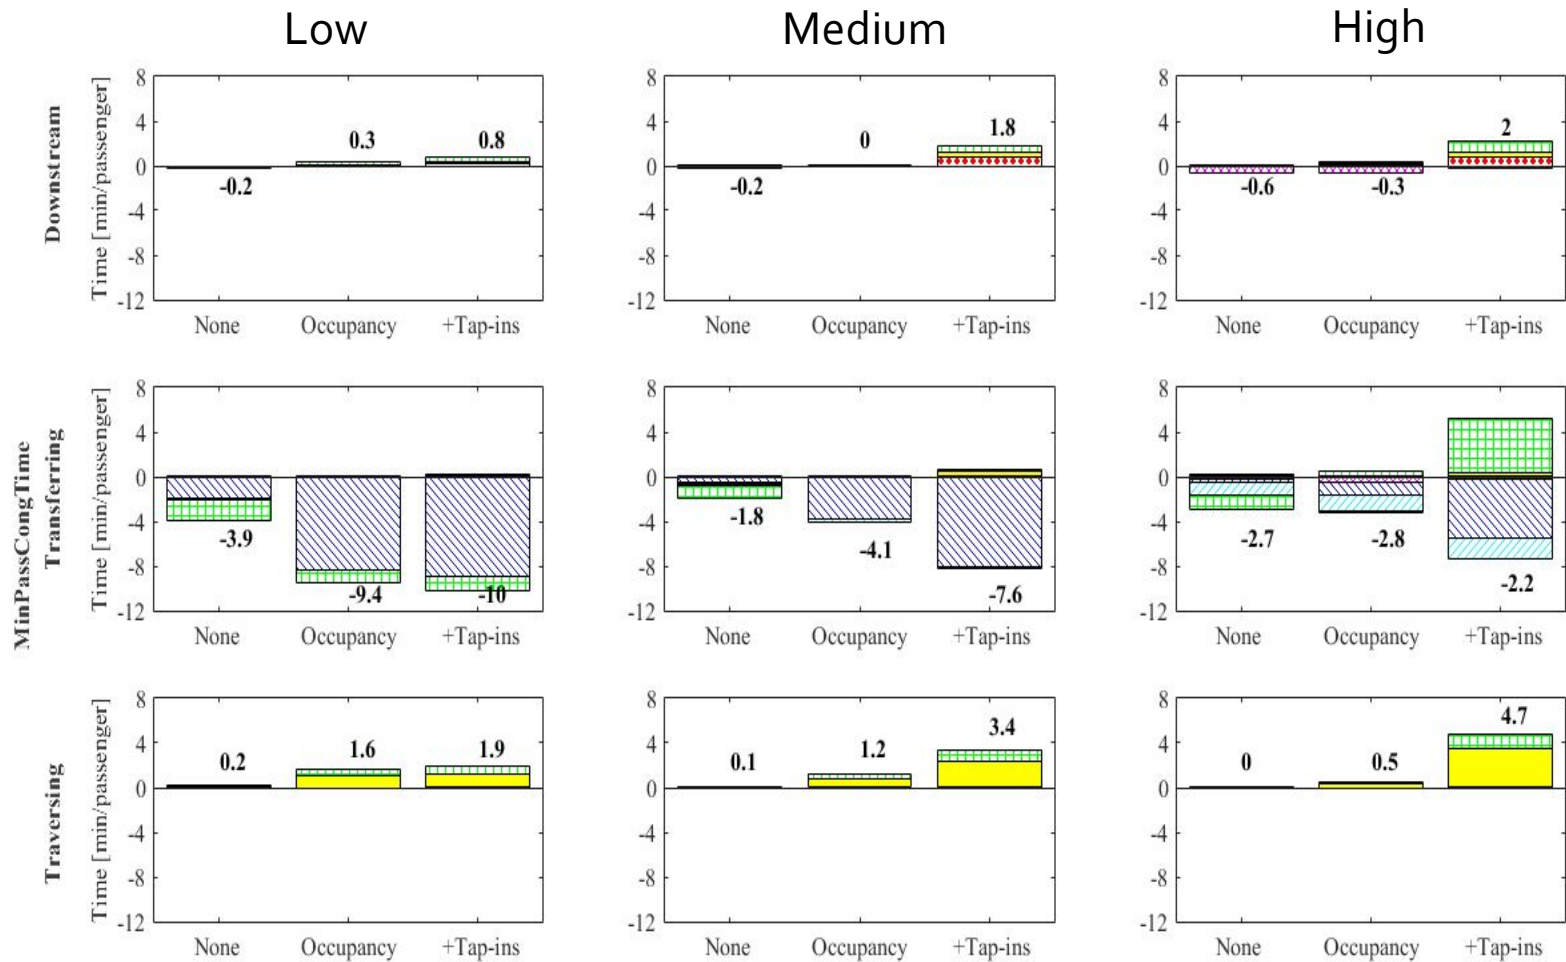 Low
Medium
High
MinPassCongTime
Downstream
Time [min/passenger]
8
4
0
-4
-8
-12
-0.2
0.3
0.8
None
Occupancy
+Tap-ins
8
4
0
-4
-8
-12
-0.2
0
1.8
None
Occupancy
+Tap-ins
8
4
0
-4
-8
-12
-0.6
-0.3
2
None
Occupancy
+Tap-ins
Transferring
Time [min/passenger]
8
4
0
-4
-8
-12
-3.9
-9.4
-10
None
Occupancy
+Tap-ins
8
4
0
-4
-8
-12
-1.8
-4.1
-7.6
None
Occupancy
+Tap-ins
8
4
0
-4
-8
-12
-2.7
-2.8
-2.2
None
Occupancy
+Tap-ins
Traversing
Time [min/passenger]
8
4
0
-4
-8
-12
0.2
1.6
1.9
None
Occupancy
+Tap-ins
8
4
0
-4
-8
-12
0.1
1.2
3.4
None
Occupancy
+Tap-ins
8
4
0
-4
-8
-12
0
0.5
4.7
None
Occupancy
+Tap-ins